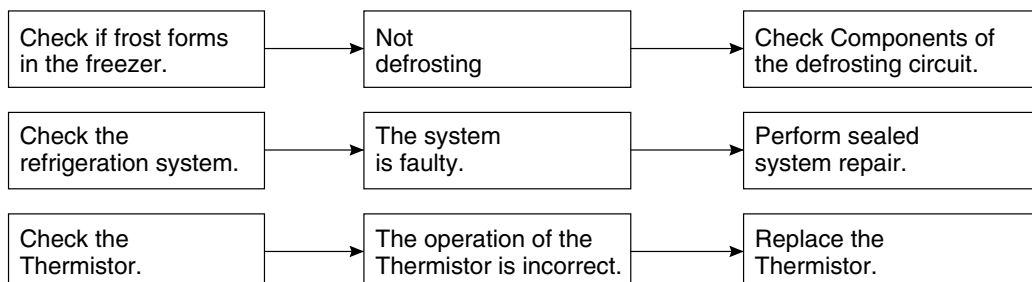 Check if frost forms
in the freezer.
Not
defrosting
Check Components of
the defrosting circuit.
Check the
refrigeration system.
The system
is faulty.
Perform sealed
system repair.
Check the
Thermistor.
The operation of the
Thermistor is incorrect.
Replace the
Thermistor.